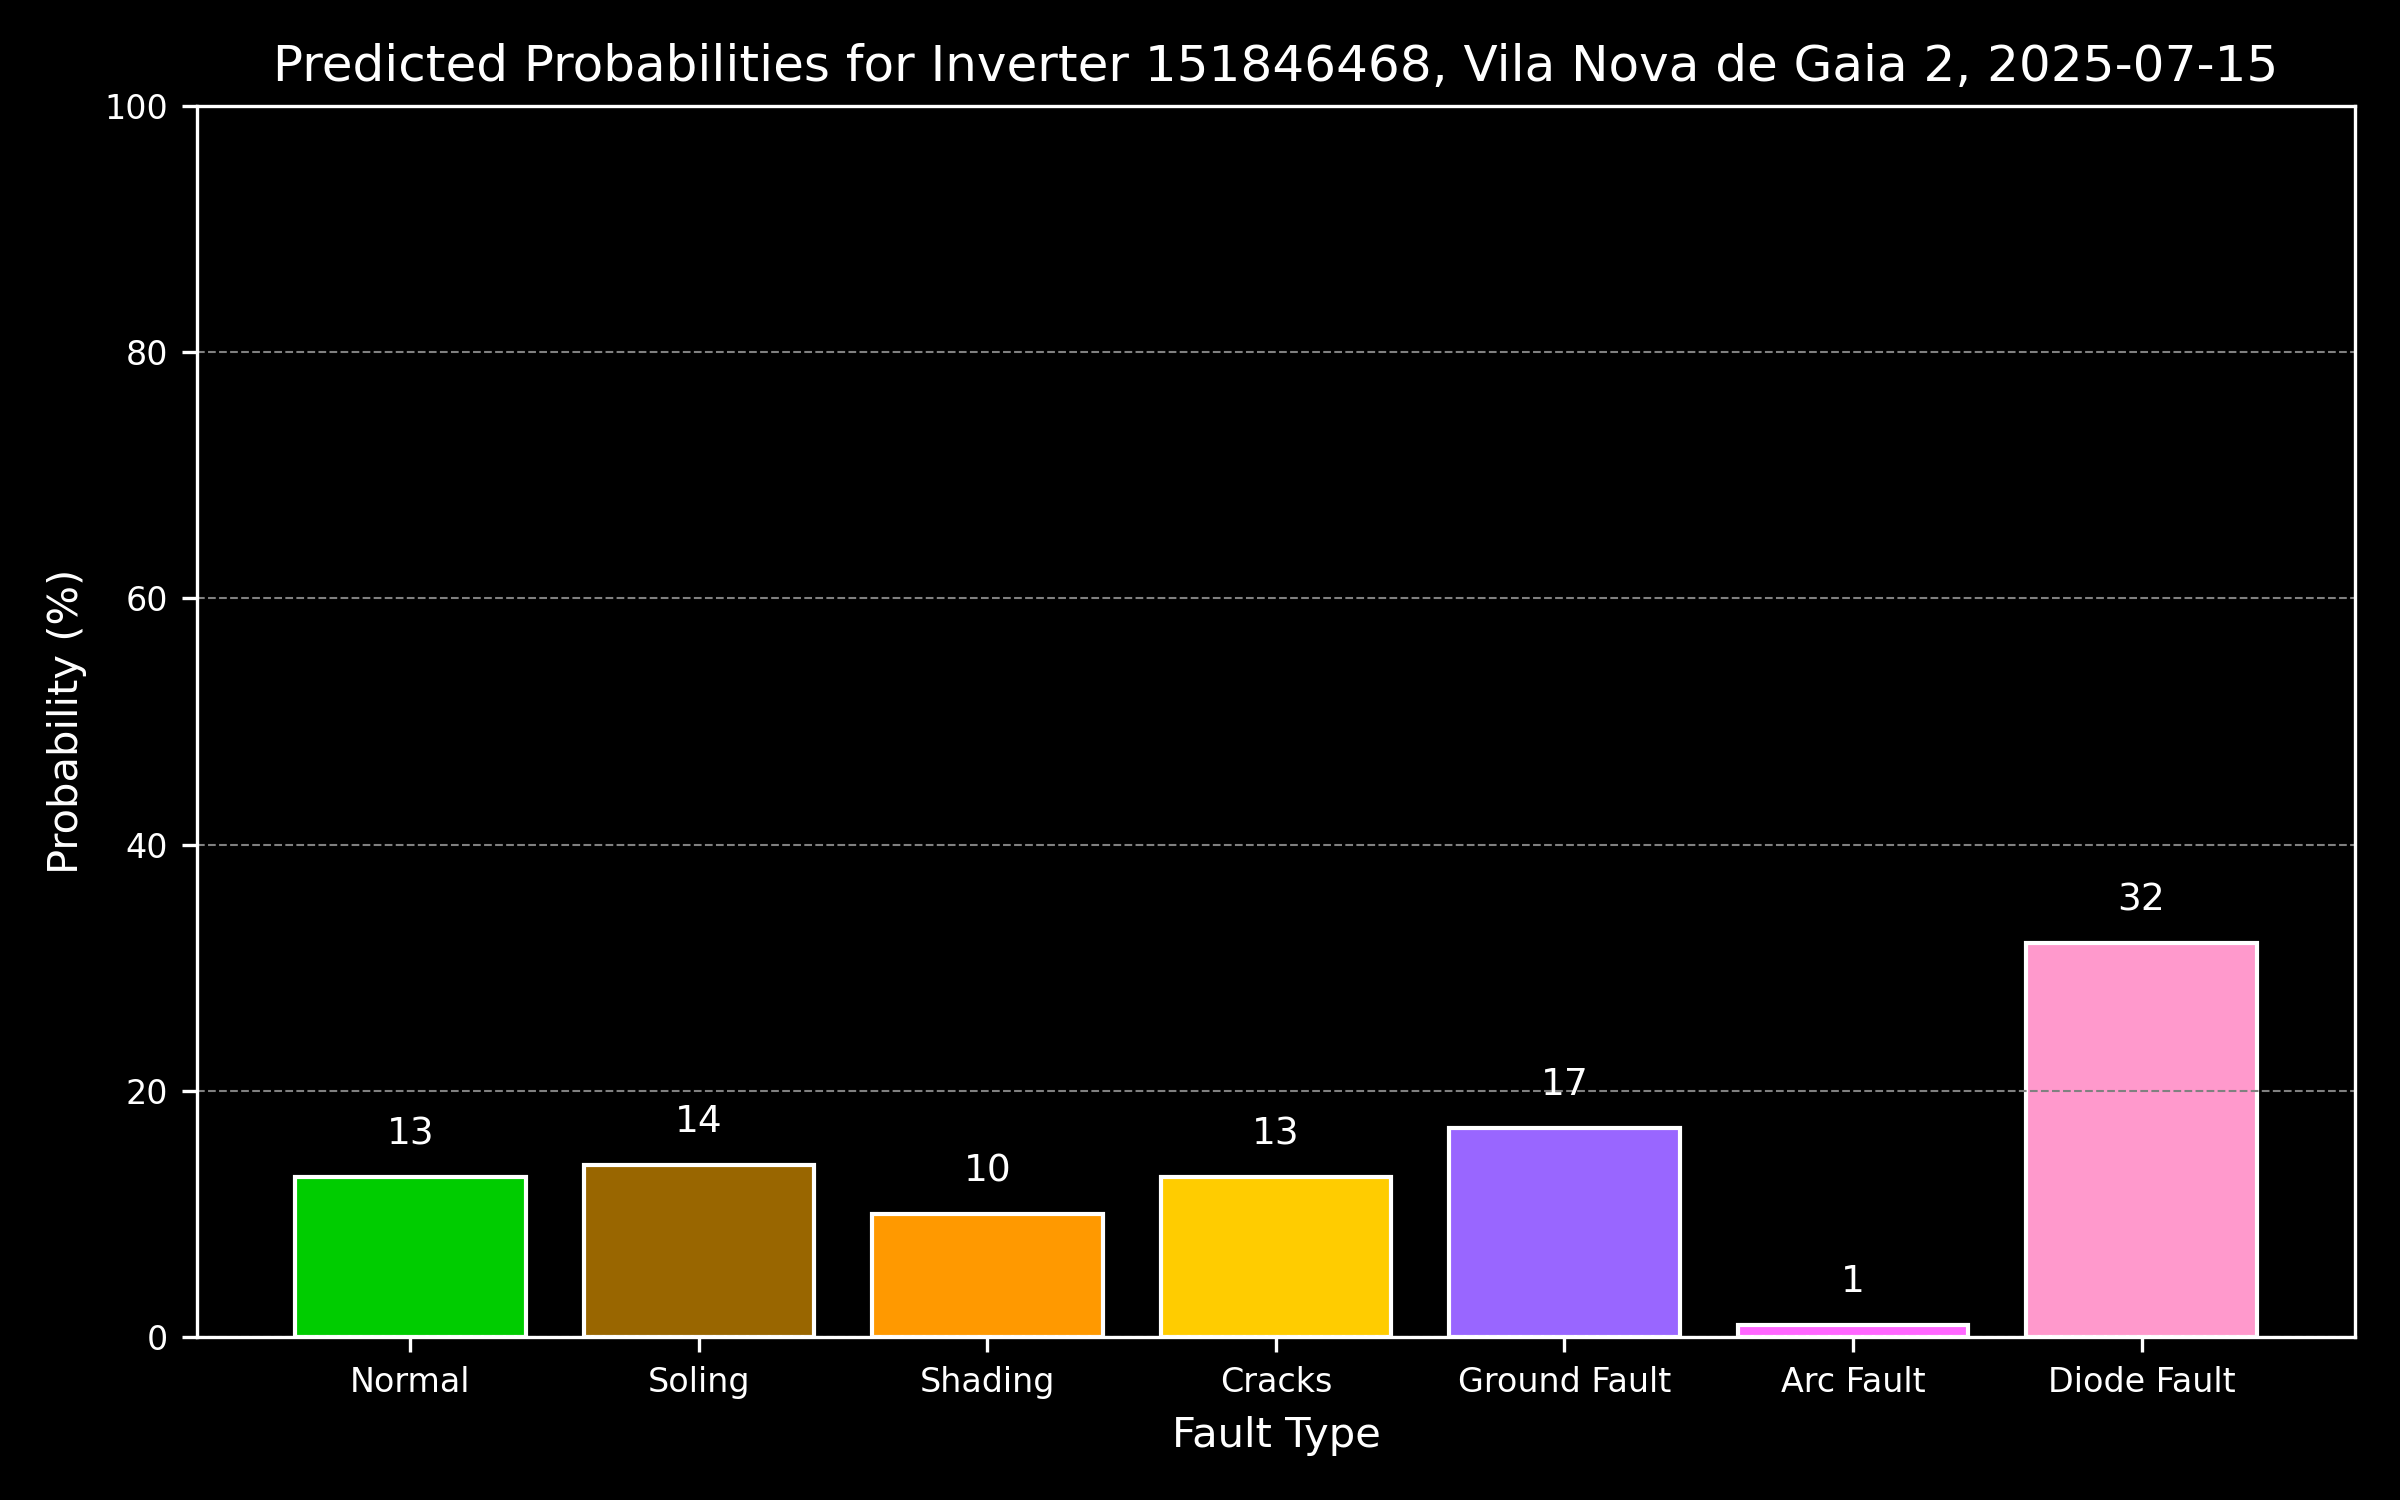 Predicted Probabilities for Inverter 151846468, Vila Nova de Gaia 2, 2025-07-15
100
80
60
40
20
0
Probability (%)
13
14
10
13
17
1
32
Normal
Soling
Shading
Cracks
Ground Fault
Arc Fault
Diode Fault
Fault Type